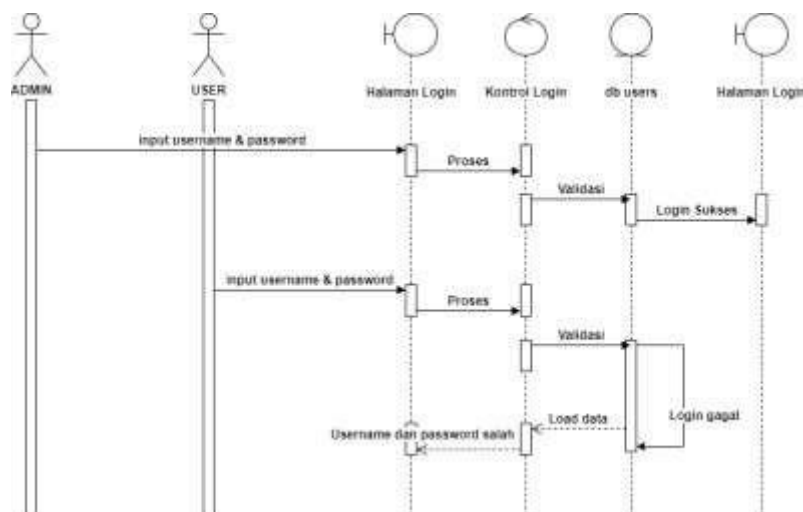 ADMIN
USER
Halaman Login
Kontrol Login
db users
Halaman Login
input username & password
Proses
Validasi
Login Sukses
input username & password
Proses
Validasi
Login gagal
Load data
Username dan password salah